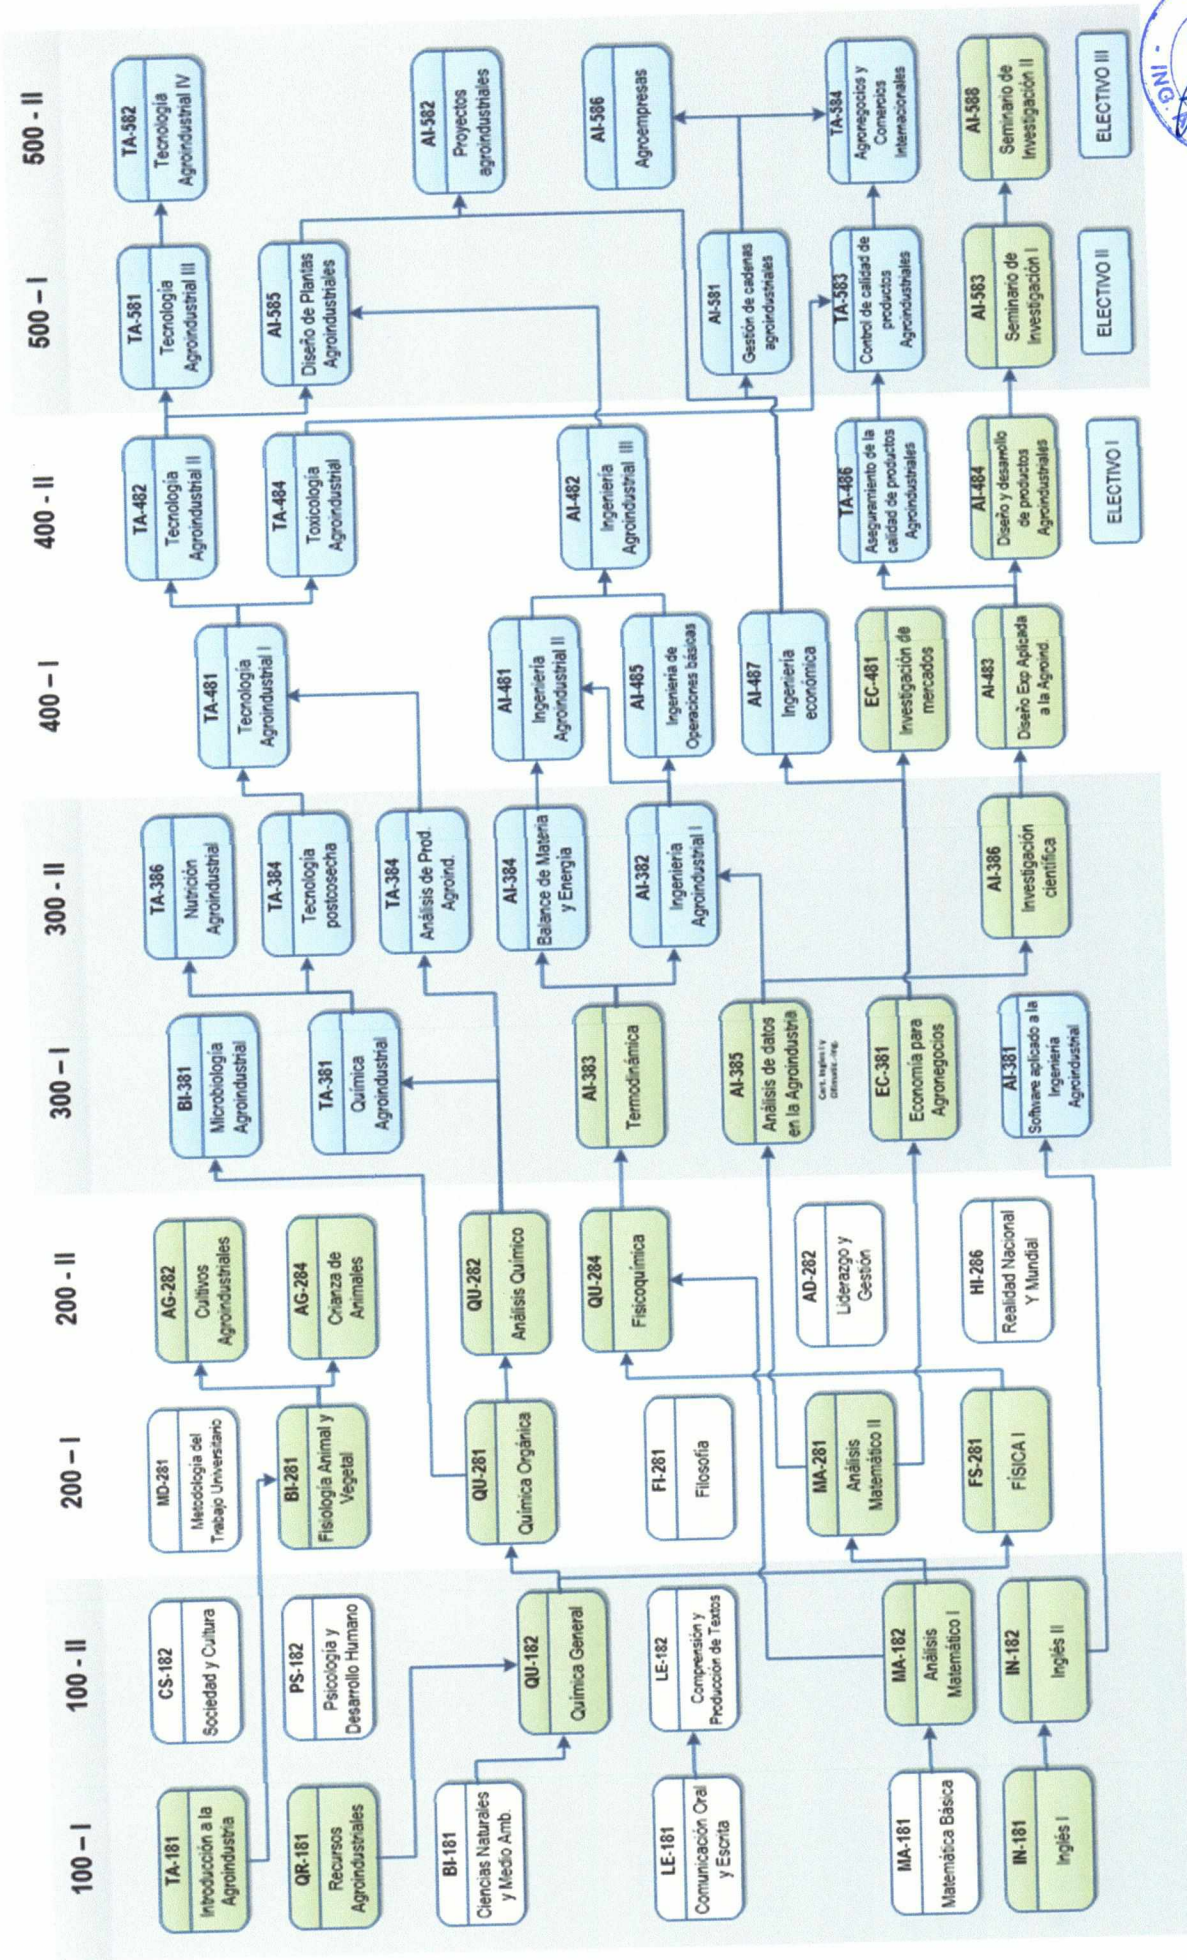 100 – I
100 - II
200 – I
200 - II
300 – I
300 - II
400 – I
400 - II
500 – I
500 - II
TA-181
Introducción a la
Agroindustria
QR-181
Recursos
Agroindustriales
BI-181
Ciencias Naturales
y Medio Amb.
LE-181
Comunicación Oral
y Escrita
MA-181
Matemática Básica
IN-181
Inglés I
CS-182
Sociedad y Cultura
PS-182
Psicología y
Desarrollo Humano
QU-182
Química General
LE-182
Comprensión y
Producción de Textos
MA-182
Análisis
Matemático I
IN-182
Inglés II
MD-281
Metodología del
Trabajo Universitario
BI-281
Fisiología Animal y
Vegetal
QU-281
Química Orgánica
FI-281
Filosofía
MA-281
Análisis
Matemático II
FS-281
FÍSICA I
AG-282
Cultivos
Agroindustriales
AG-284
Crianza de
Animales
QU-282
Análisis Químico
QU-284
Fisicoquímica
AD-282
Liderazgo y
Gestión
HI-286
Realidad Nacional
Y Mundial
BI-381
Microbiología
Agroindustrial
TA-381
Química
Agroindustrial
AI-383
Termodinámica
AI-385
Análisis de datos
en la Agroindustria
Cert. Ingles I y
Ofimatic.-Ing.
EC-381
Economía para
Agronegocios
AI-381
Software aplicado a la
Ingeniería
Agroindustrial
TA-386
Nutrición
Agroindustrial
TA-384
Tecnología
postcosecha
TA-384
Análisis de Prod.
Agroind.
AI-384
Balance de Materia
y Energía
AI-382
Ingeniería
Agroindustrial I
AI-386
Investigación
científica
TA-481
Tecnología
Agroindustrial I
AI-481
Ingeniería
Agroindustrial II
AI-485
Ingeniería de
Operaciones básicas
AI-487
Ingeniería
económica
EC-481
Investigación de
mercados
AI-483
Diseño Exp Aplicada
a la Agroind.
TA-482
Tecnología
Agroindustrial II
TA-484
Toxicología
Agroindustrial
AI-482
Ingeniería
Agroindustrial III
TA-486
Aseguramiento de la
calidad de productos
Agroindustriales
AI-484
Diseño y desarrollo
de productos
Agroindustriales
ELECTIVO I
TA-581
Tecnología
Agroindustrial III
AI-585
Diseño de Plantas
Agroindustriales
AI-581
Gestión de cadenas
agroindustriales
TA-583
Control de calidad de
productos
Agroindustriales
AI-583
Seminario de
Investigación I
ELECTIVO II
TA-582
Tecnología
Agroindustrial IV
AI-582
Proyectos
agroindustriales
AI-586
Agroempresas
TA-584
Agronegocios y
Comercios
Internacionales
AI-588
Seminario de
Investigación II
ELECTIVO III